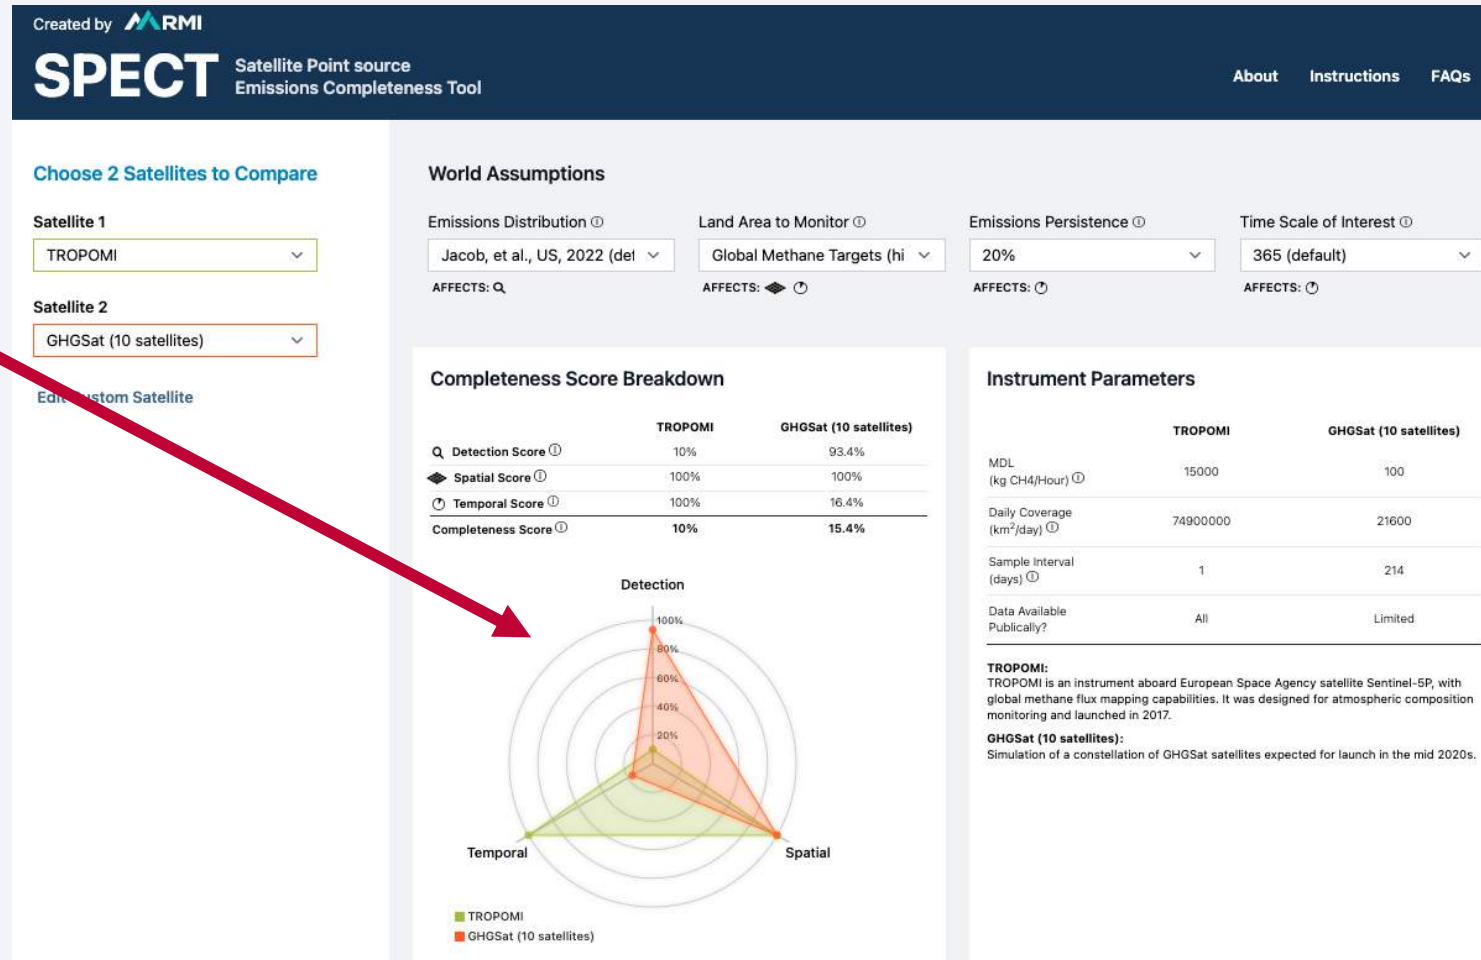 Created by RMI
SPECT
Satellite Point source
Emissions Completeness Tool
About Instructions FAQs
Choose 2 Satellites to Compare
Satellite 1
TROPOMI
Satellite 2
GHGSat (10 satellites)
Edit Custom Satellite
World Assumptions
Emissions Distribution
Jacob, et al., US, 2022 (def
AFFECTS:
Land Area to Monitor
Global Methane Targets (hi
AFFECTS:
Emissions Persistence
20%
AFFECTS:
Time Scale of Interest
365 (default)
AFFECTS:
Completeness Score Breakdown
TROPOMI GHGSat (10 satellites)
Detection Score 10% 93.4%
Spatial Score 100% 100%
Temporal Score 100% 16.4%
Completeness Score 10% 15.4%
Detection
100%
80%
60%
40%
20%
Temporal
Spatial
TROPOMI
GHGSat (10 satellites)
Instrument Parameters
TROPOMI GHGSat (10 satellites)
MDL
(kg CH4/Hour) 15000 100
Daily Coverage
(km²/day) 74900000 21600
Sample Interval
(days) 1 214
Data Available
Publically? All Limited
TROPOMI:
TROPOMI is an instrument aboard European Space Agency satellite Sentinel-5P, with
global methane flux mapping capabilities. It was designed for atmospheric composition
monitoring and launched in 2017.
GHGSat (10 satellites):
Simulation of a constellation of GHGSat satellites expected for launch in the mid 2020s.